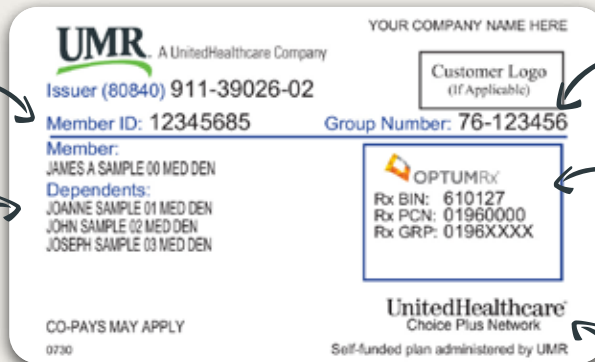 YOUR COMPANY NAME HERE
UMR A UnitedHealthcare Company
Customer Logo
(If Applicable)
Issuer (80840) 911-39026-02
Member ID: 12345685 Group Number: 76-123456
Member:
JAMES A SAMPLE 00 MED DEN
Dependents:
JOANNE SAMPLE 01 MED DEN
JOHN SAMPLE 02 MED DEN
JOSEPH SAMPLE 03 MED DEN
OPTUMRx
Rx BIN: 610127
Rx PCN: 01960000
Rx GRP: 0196XXXX
UnitedHealthcare
Choice Plus Network
CO-PAYS MAY APPLY
0730 Self-funded plan administered by UMR